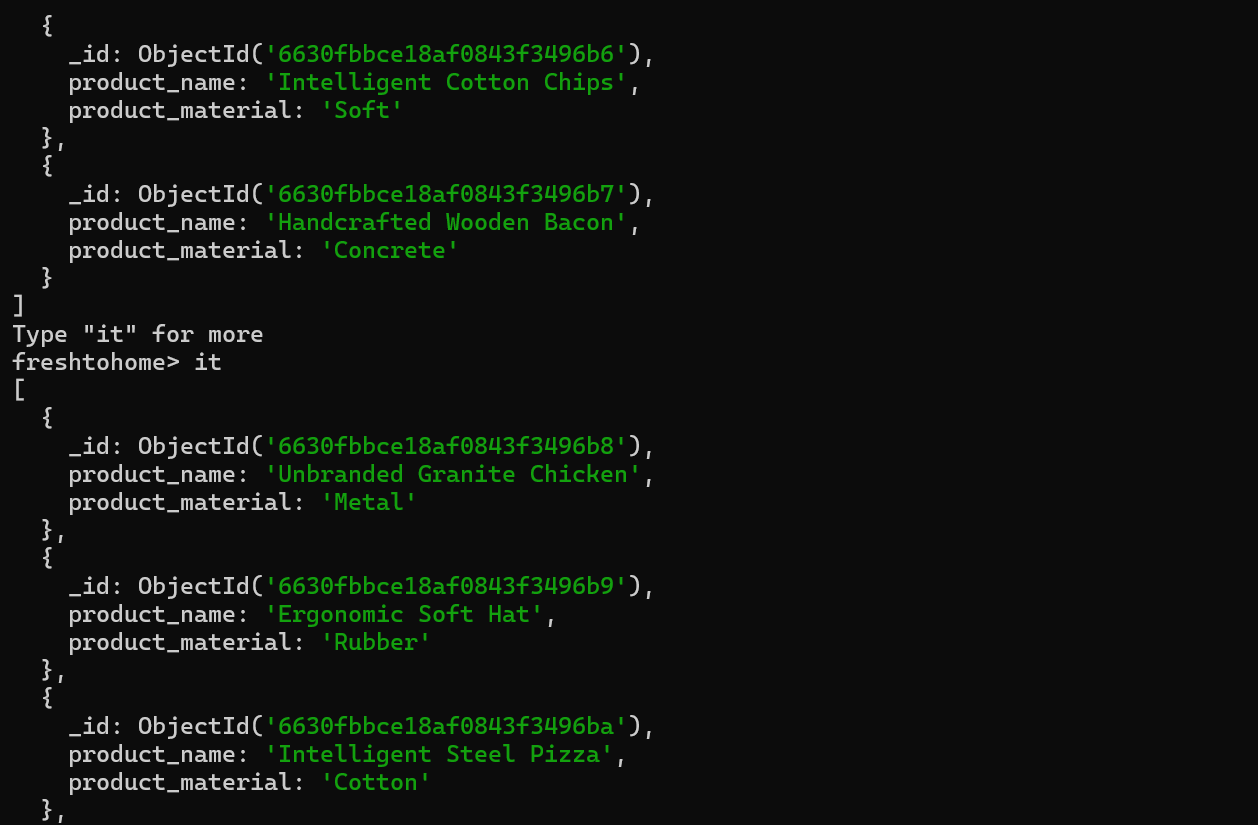 {
    _id: ObjectId('6630fbbce18af0843f3496b6'),
    product_name: 'Intelligent Cotton Chips',
    product_material: 'Soft'
  },
  {
    _id: ObjectId('6630fbbce18af0843f3496b7'),
    product_name: 'Handcrafted Wooden Bacon',
    product_material: 'Concrete'
  }
]
Type "it" for more
freshtohome> it
[
  {
    _id: ObjectId('6630fbbce18af0843f3496b8'),
    product_name: 'Unbranded Granite Chicken',
    product_material: 'Metal'
  },
  {
    _id: ObjectId('6630fbbce18af0843f3496b9'),
    product_name: 'Ergonomic Soft Hat',
    product_material: 'Rubber'
  },
  {
    _id: ObjectId('6630fbbce18af0843f3496ba'),
    product_name: 'Intelligent Steel Pizza',
    product_material: 'Cotton'
  },